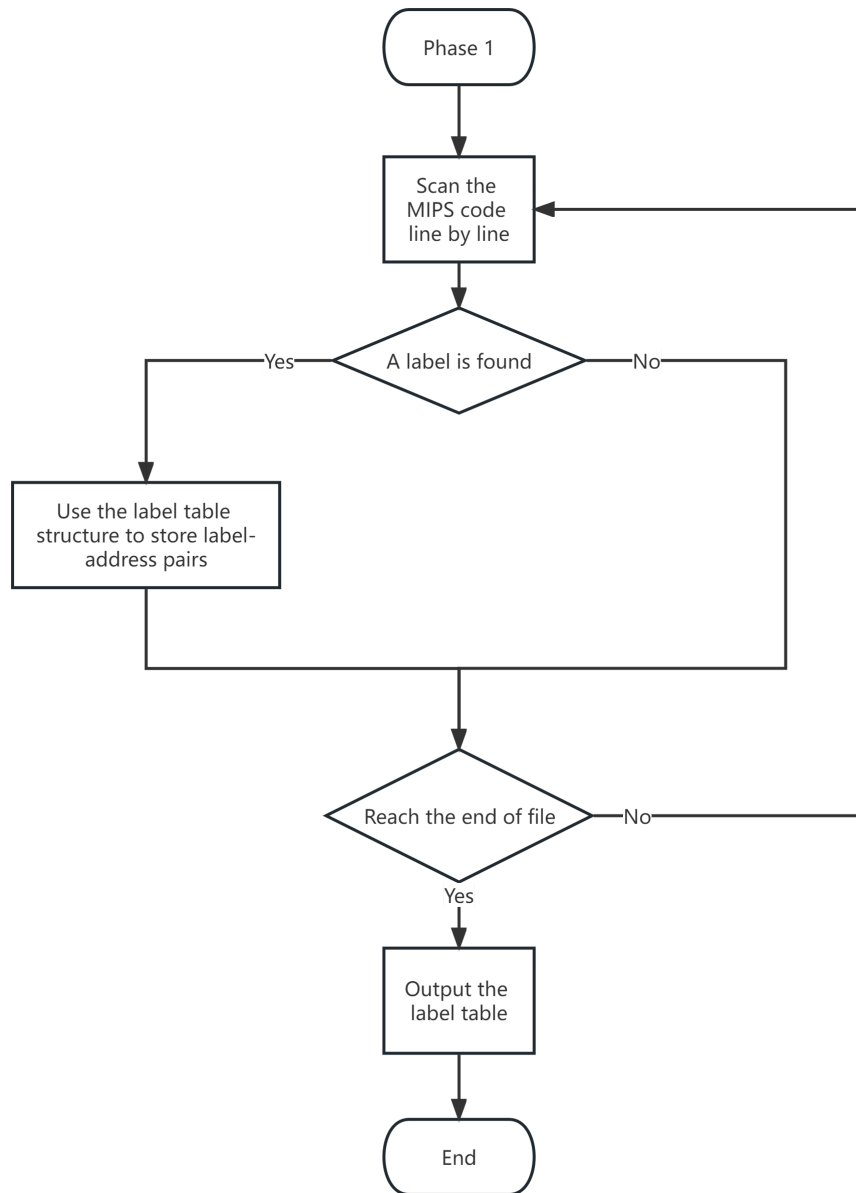 Phase 1
Scan the
MIPS code
line by line
A label is found
Yes
No
Use the label table
structure to store label-
address pairs
Reach the end of file
No
Yes
Output the
label table
End